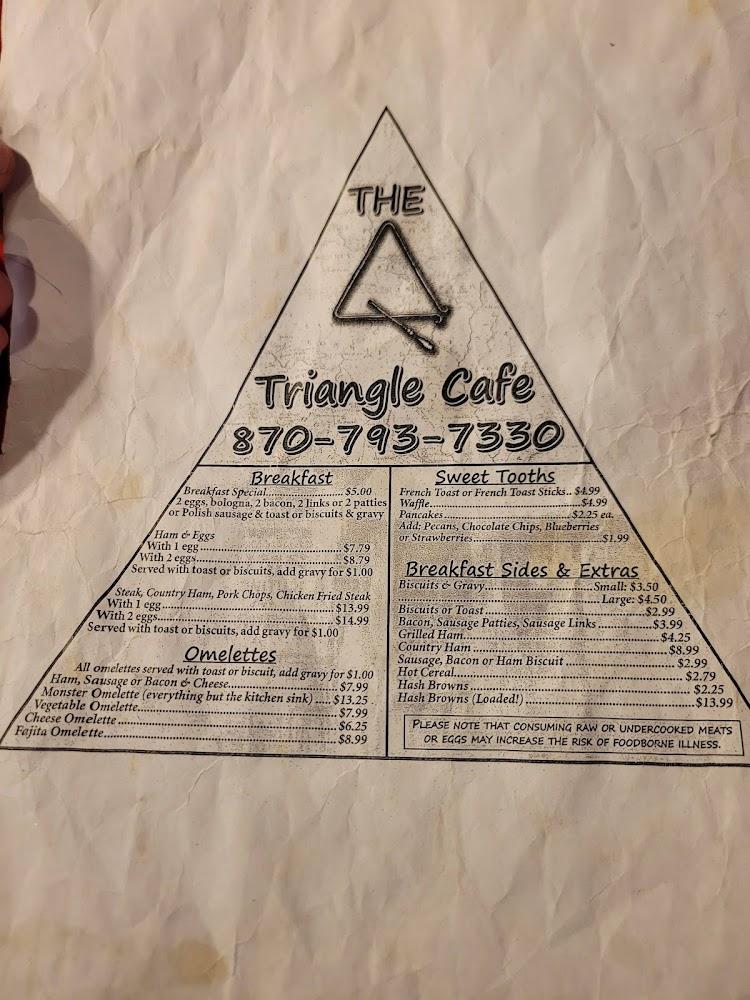 THE
Triangle Cafe
870-793-7330
Breakfast
Breakfast Special............................ $5.00
2 eggs, bologna, 2 bacon, 2 links or 2 patties
or Polish sausage & toast or biscuits & gravy
Ham & Eggs
With 1 egg............................................ $7.79
With 2 eggs............................................ $8.79
Served with toast or biscuits, add gravy for $1.00
Steak, Country Ham, Pork Chops, Chicken Fried Steak
With 1 egg............................................ $13.99
With 2 eggs............................................ $14.99
Served with toast or biscuits, add gravy for $1.00
Omelettes
All omelettes served with toast or biscuit, add gravy for $1.00
Ham, Sausage or Bacon & Cheese............................ $7.99
Monster Omelette (everything but the kitchen sink) ..... $13.25
Vegetable Omelette............................................ $7.99
Cheese Omelette ............................................ $6.25
Fajita Omelette............................................ $8.99
Sweet Tooths
French Toast or French Toast Sticks.. $4.99
Waffle............................................ $4.99
Pancakes............................................ $2.25 ea.
Add: Pecans, Chocolate Chips, Blueberries
or Strawberries............................................ $1.99
Breakfast Sides & Extras
Biscuits & Gravy............................ Small: $3.50
............................................ Large: $4.50
Biscuits or Toast ............................................ $2.99
Bacon, Sausage Patties, Sausage Links .................. $3.99
Grilled Ham............................................ $4.25
Country Ham ............................................ $8.99
Sausage, Bacon or Ham Biscuit ............................ $2.99
Hot Cereal............................................ $2.79
Hash Browns ............................................ $2.25
Hash Browns (Loaded!) ............................................ $13.99
PLEASE NOTE THAT CONSUMING RAW OR UNDERCOOKED MEATS
OR EGGS MAY INCREASE THE RISK OF FOODBORNE ILLNESS.